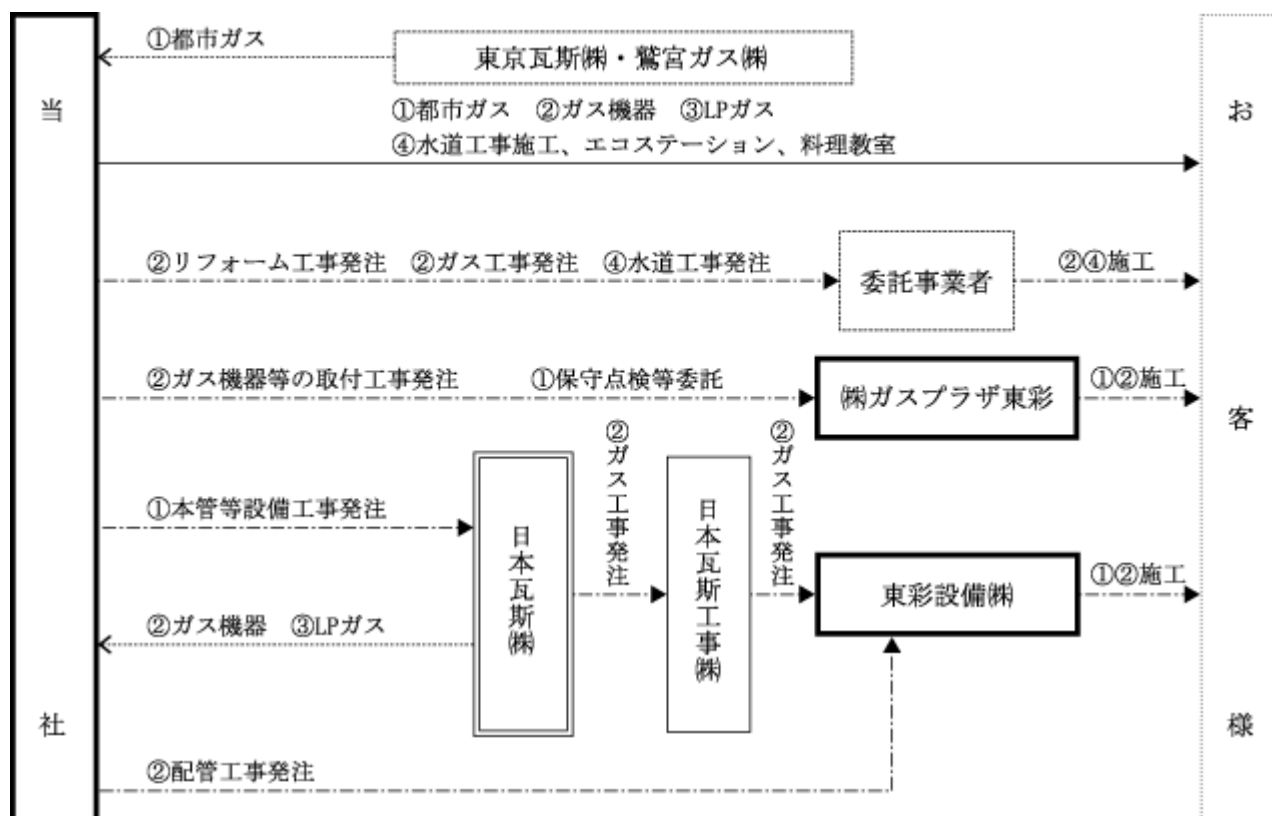 ①都市ガス
東京瓦斯㈱・鷲宮ガス㈱
当
お
①都市ガス ②ガス機器 ③LPガス
④水道工事施工、エコステーション、料理教室
②リフォーム工事発注 ②ガス工事発注 ④水道工事発注
委託事業者
②④施工
②ガス機器等の取付工事発注 ①保守点検等委託
㈱ガスプラザ東彩
①②施工
客
①本管等設備工事発注
日本瓦斯㈱
②ガス工事発注
日本瓦斯工事㈱
②ガス工事発注
東彩設備㈱
①②施工
②ガス機器 ③LPガス
社
様
②配管工事発注